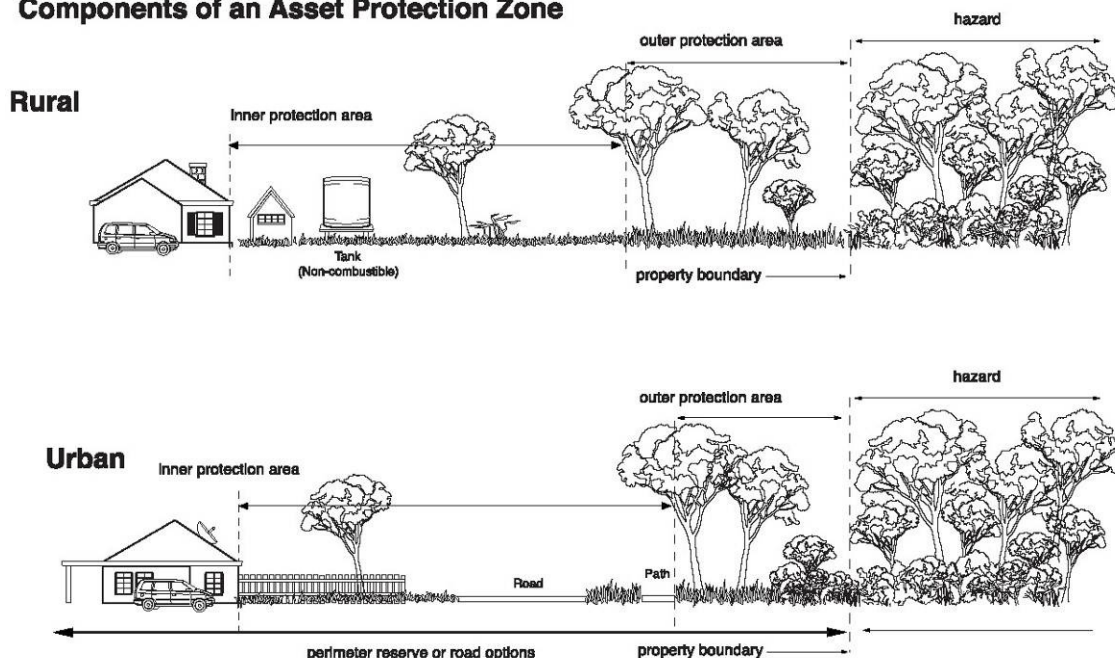 Components of an Asset Protection Zone
hazard
outer protection area
Rural
Inner protection area
Tank
(Non-combustible)
property boundary
hazard
outer protection area
Urban
Inner protection area
Road
Path
perimeter reserve or road options
property boundary